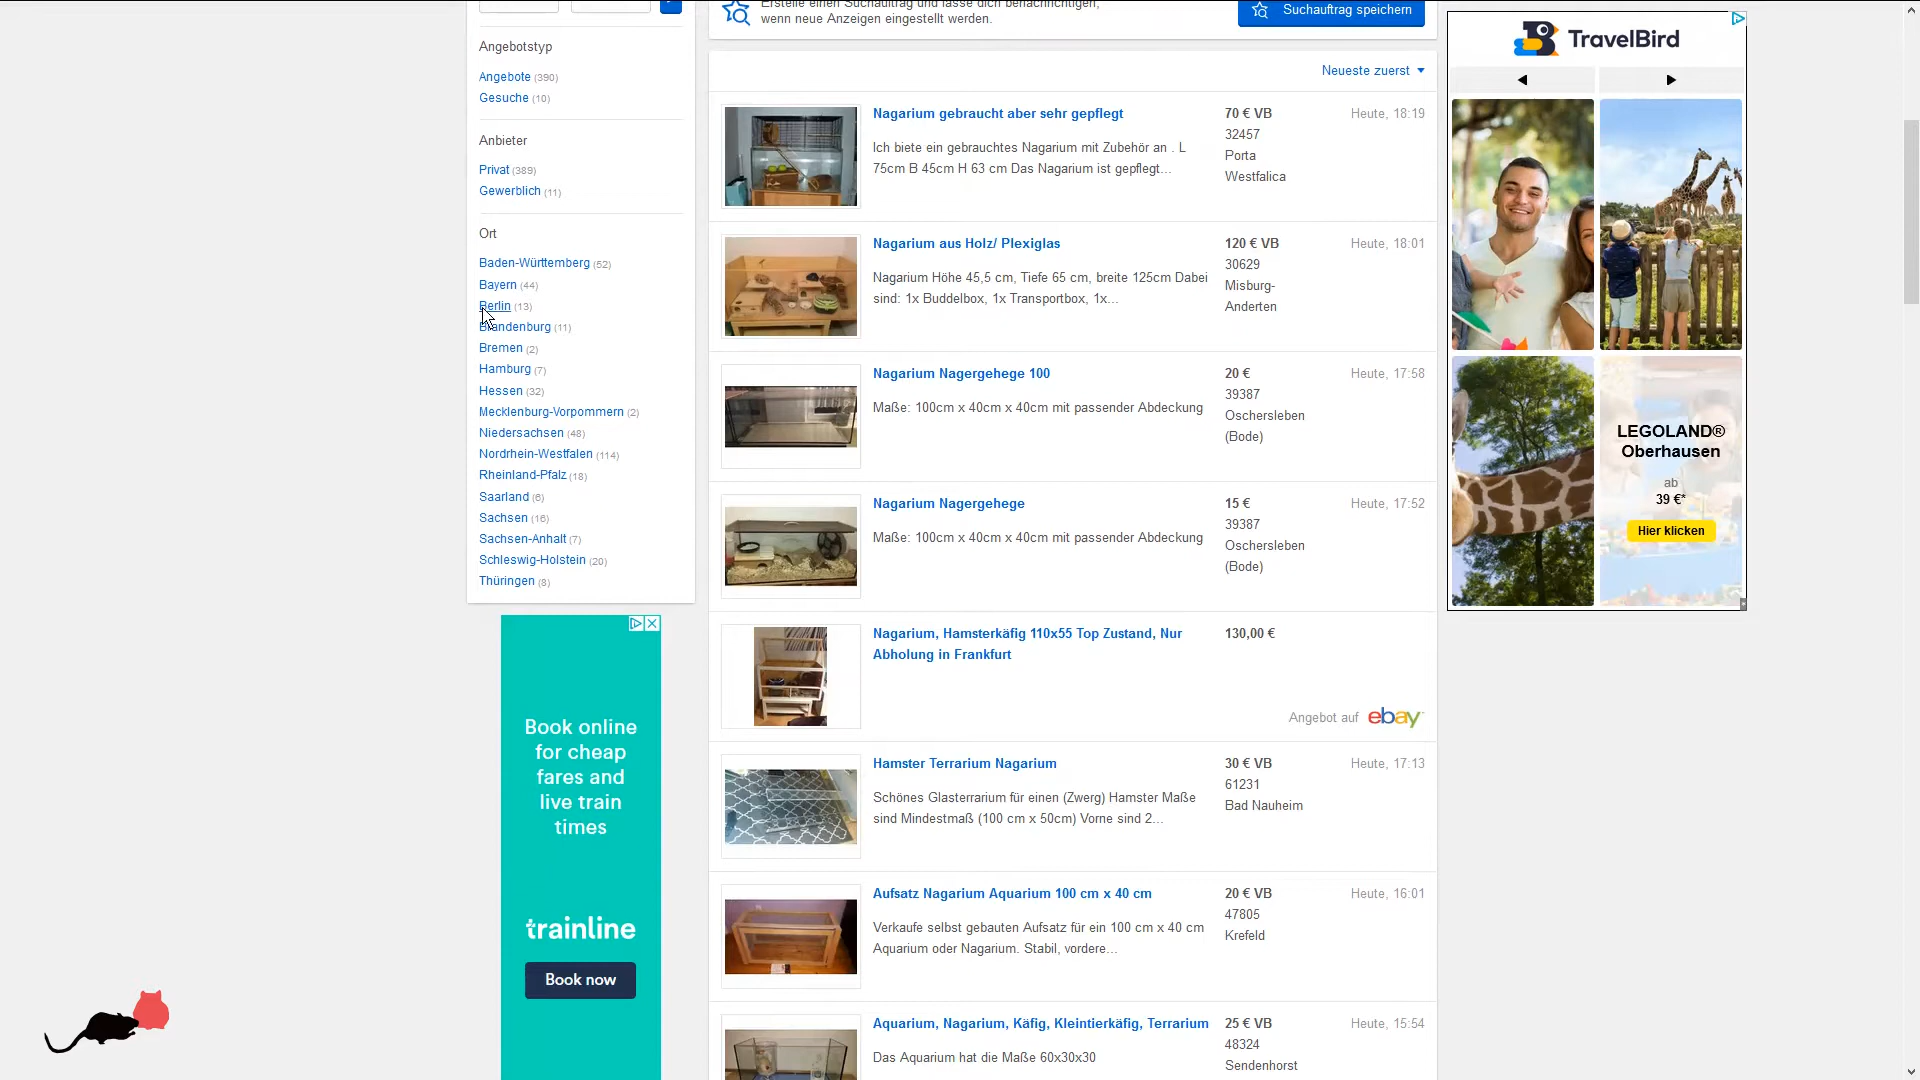 Erstelle einen Suchauftrag und lasse dich benachrichtigen,
wenn neue Anzeigen eingestellt werden.
Suchauftrag speichern
Angebotstyp
Angebote (390)
Gesuche (10)
Anbieter
Privat (389)
Gewerblich (11)
Ort
Baden-Württemberg (52)
Bayern (44)
Berlin (13)
Brandenburg (11)
Bremen (2)
Hamburg (7)
Hessen (32)
Mecklenburg-Vorpommern (2)
Niedersachsen (48)
Nordrhein-Westfalen (114)
Rheinland-Pfalz (18)
Saarland (6)
Sachsen (16)
Sachsen-Anhalt (7)
Schleswig-Holstein (20)
Thüringen (8)
Book online
for cheap
fares and
live train
times
trainline
Book now
Neueste zuerst
Nagarium gebraucht aber sehr gepflegt
Ich biete ein gebrauchtes Nagarium mit Zubehör an . L
75cm B 45cm H 63 cm Das Nagarium ist gepflegt...
70 € VB
32457
Porta
Westfalica
Heute, 18:19
Nagarium aus Holz/ Plexiglas
Nagarium Höhe 45,5 cm, Tiefe 65 cm, breite 125cm Dabei
sind: 1x Buddelbox, 1x Transportbox, 1x...
120 € VB
30629
Misburg-
Anderten
Heute, 18:01
Nagarium Nagergehege 100
Maße: 100cm x 40cm x 40cm mit passender Abdeckung
20 €
39387
Oschersleben
(Bode)
Heute, 17:58
Nagarium Nagergehege
Maße: 100cm x 40cm x 40cm mit passender Abdeckung
15 €
39387
Oschersleben
(Bode)
Heute, 17:52
Nagarium, Hamsterkäfig 110x55 Top Zustand, Nur
Abholung in Frankfurt
130,00 €
Angebot auf ebay
Hamster Terrarium Nagarium
Schönes Glasterrarium für einen (Zwerg) Hamster Maße
sind Mindestmaß (100 cm x 50cm) Vorne sind 2...
30 € VB
61231
Bad Nauheim
Heute, 17:13
Aufsatz Nagarium Aquarium 100 cm x 40 cm
Verkaufe selbst gebauten Aufsatz für ein 100 cm x 40 cm
Aquarium oder Nagarium. Stabil, vordere...
20 € VB
47805
Krefeld
Heute, 16:01
Aquarium, Nagarium, Käfig, Kleintierkäfig, Terrarium
Das Aquarium hat die Maße 60x30x30
25 € VB
48324
Sendenhorst
Heute, 15:54
TravelBird
LEGOLAND®
Oberhausen
ab
39 €*
Hier klicken